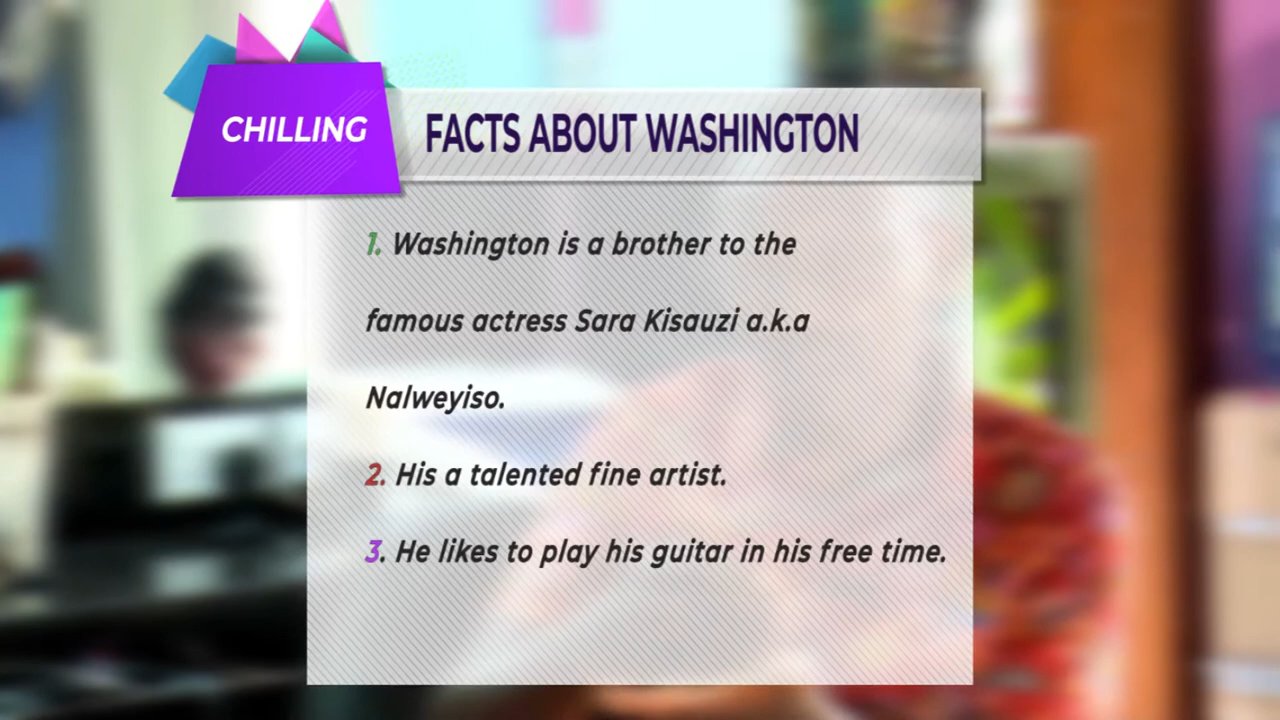 CHILLING
FACTS ABOUT WASHINGTON
1. Washington is a brother to the
famous actress Sara Kisauzi a.k.a
Nalweyiso.
2. His a talented fine artist.
3. He likes to play his guitar in his free time.